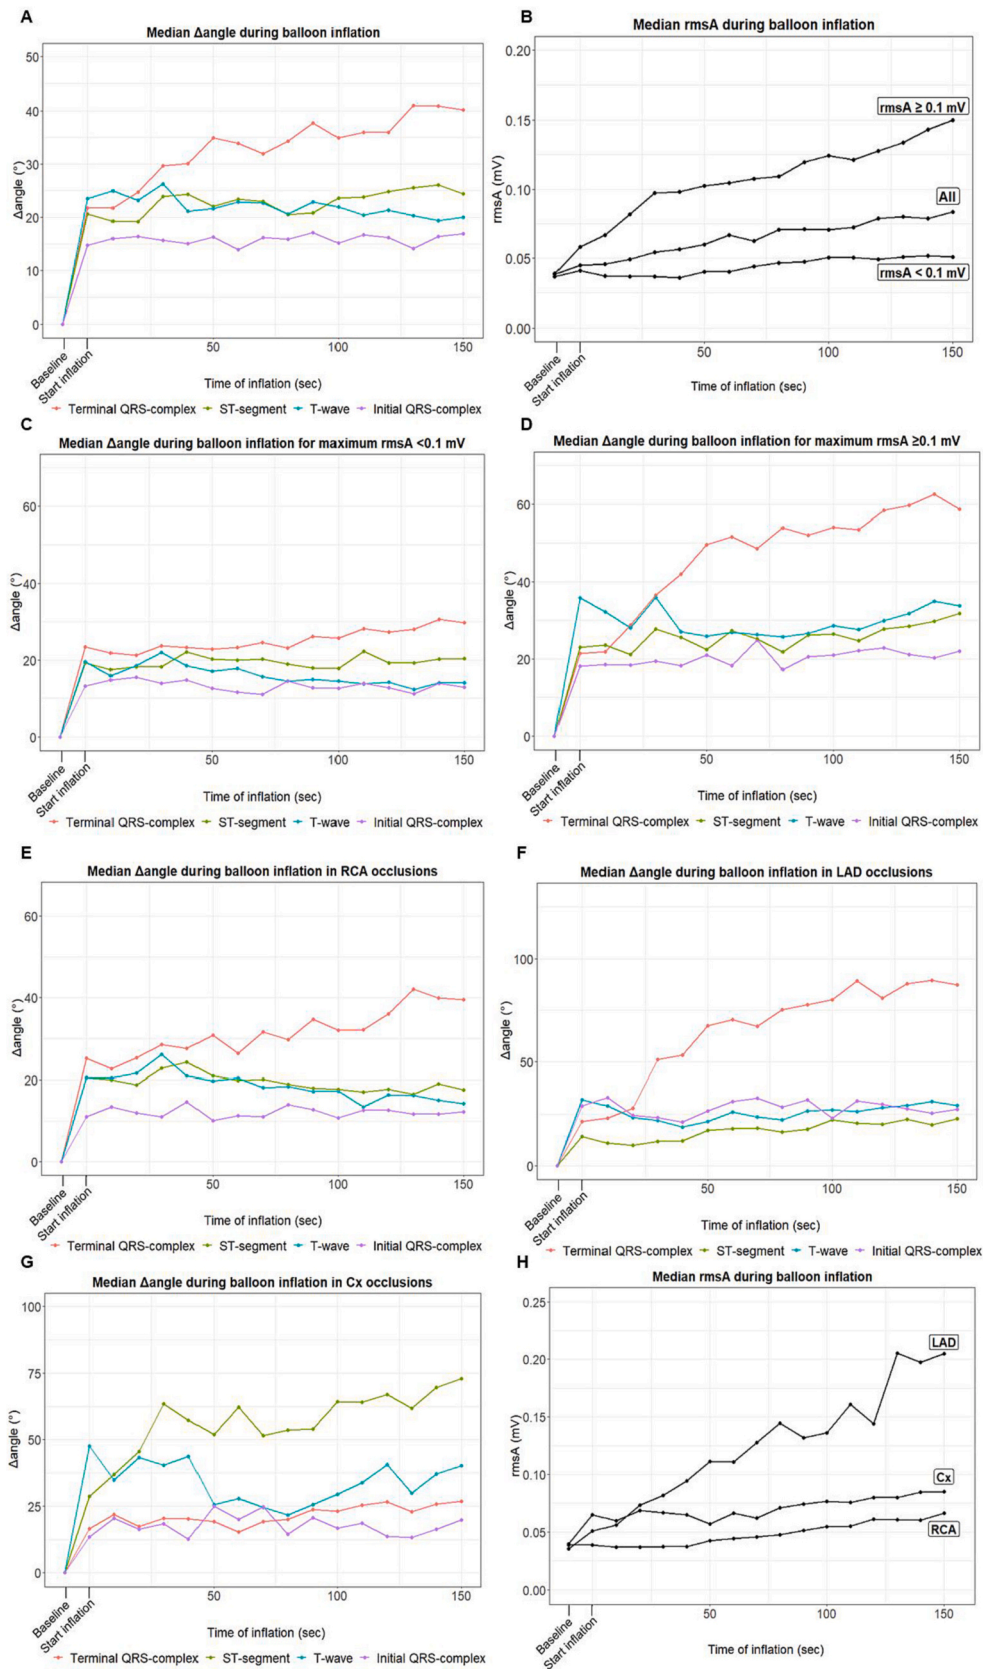 A
Median Δangle during balloon inflation
50
40
30
20
10
0
Δangle (°)
Baseline
Start inflation
50
100
150
Time of inflation (sec)
Terminal QRS-complex ST-segment T-wave Initial QRS-complex
B
Median rmsA during balloon inflation
0.20
0.15
0.10
0.05
0.00
rmsA (mV)
rmsA ≥ 0.1 mV
All
rmsA < 0.1 mV
Baseline
Start inflation
50
100
150
Time of inflation (sec)
C
Median Δangle during balloon inflation for maximum rmsA <0.1 mV
60
40
20
0
Δangle (°)
Baseline
Start inflation
50
100
150
Time of inflation (sec)
Terminal QRS-complex ST-segment T-wave Initial QRS-complex
D
Median Δangle during balloon inflation for maximum rmsA ≥0.1 mV
60
40
20
0
Δangle (°)
Baseline
Start inflation
50
100
150
Time of inflation (sec)
Terminal QRS-complex ST-segment T-wave Initial QRS-complex
E
Median Δangle during balloon inflation in RCA occlusions
60
40
20
0
Δangle (°)
Baseline
Start inflation
50
100
150
Time of inflation (sec)
Terminal QRS-complex ST-segment T-wave Initial QRS-complex
F
Median Δangle during balloon inflation in LAD occlusions
100
50
0
Δangle (°)
Baseline
Start inflation
50
100
150
Time of inflation (sec)
Terminal QRS-complex ST-segment T-wave Initial QRS-complex
G
Median Δangle during balloon inflation in Cx occlusions
100
75
50
25
0
Δangle (°)
Baseline
Start inflation
50
100
150
Time of inflation (sec)
Terminal QRS-complex ST-segment T-wave Initial QRS-complex
H
Median rmsA during balloon inflation
0.25
0.20
0.15
0.10
0.05
0.00
rmsA (mV)
LAD
Cx
RCA
Baseline
Start inflation
50
100
150
Time of inflation (sec)